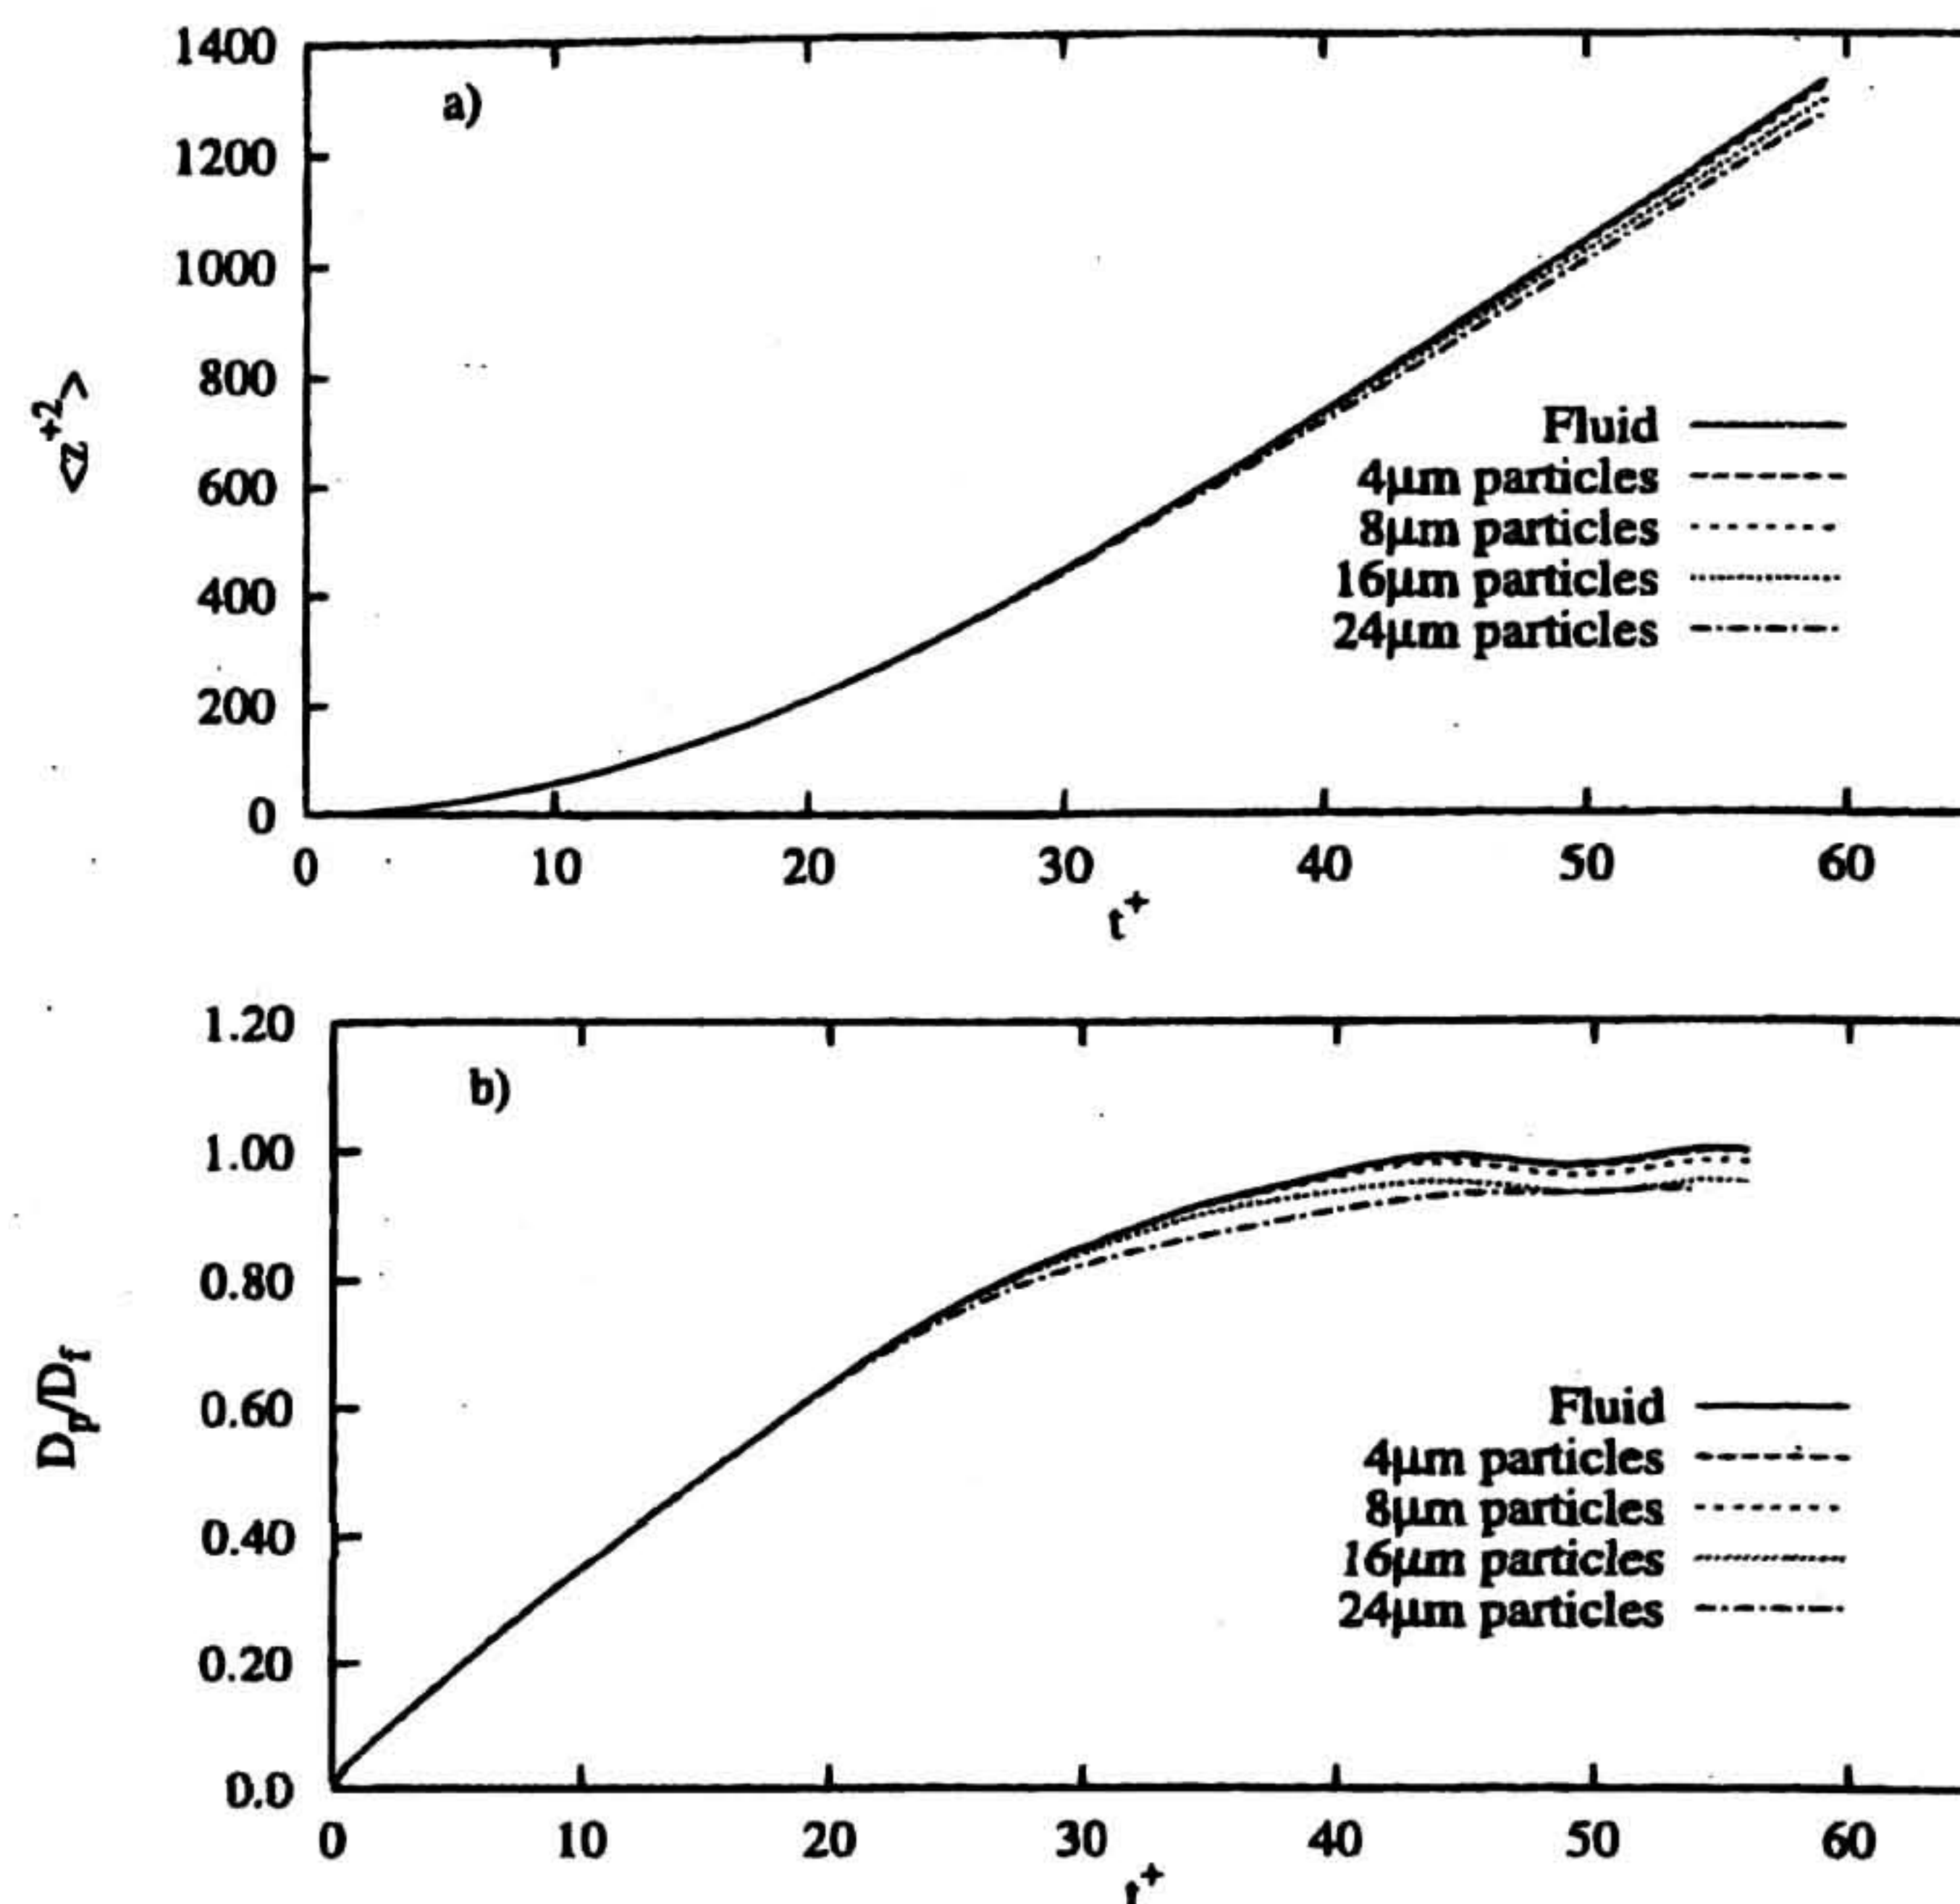 1400
a)
1200
1000
800
<z+2>
600
400
200
0
Fluid
4μm particles
8μm particles
16μm particles
24μm particles
0 10 20 30 40 50 60
t+
1.20
b)
1.00
0.80
Dp/Df
0.60
0.40
0.20
0.0
Fluid
4μm particles
8μm particles
16μm particles
24μm particles
0 10 20 30 40 50 60
t+